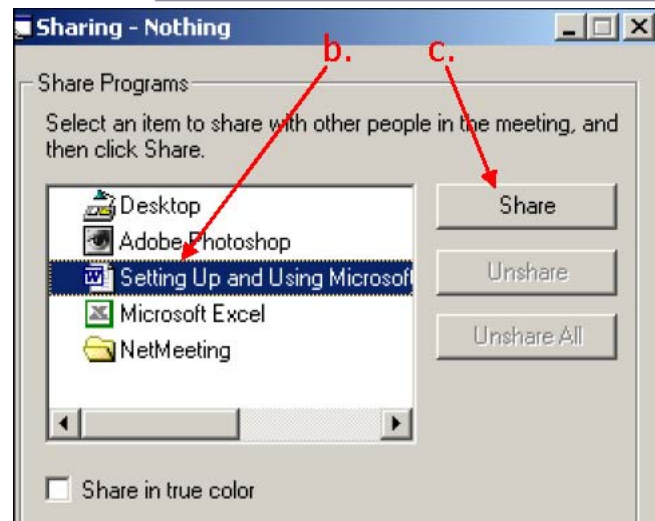 Sharing - Nothing
b.
c.
Share Programs
Select an item to share with other people in the meeting, and
then click Share.
Desktop
Adobe Photoshop
Setting Up and Using Microsof
Microsoft Excel
NetMeeting
Share
Unshare
Unshare All
Share in true color